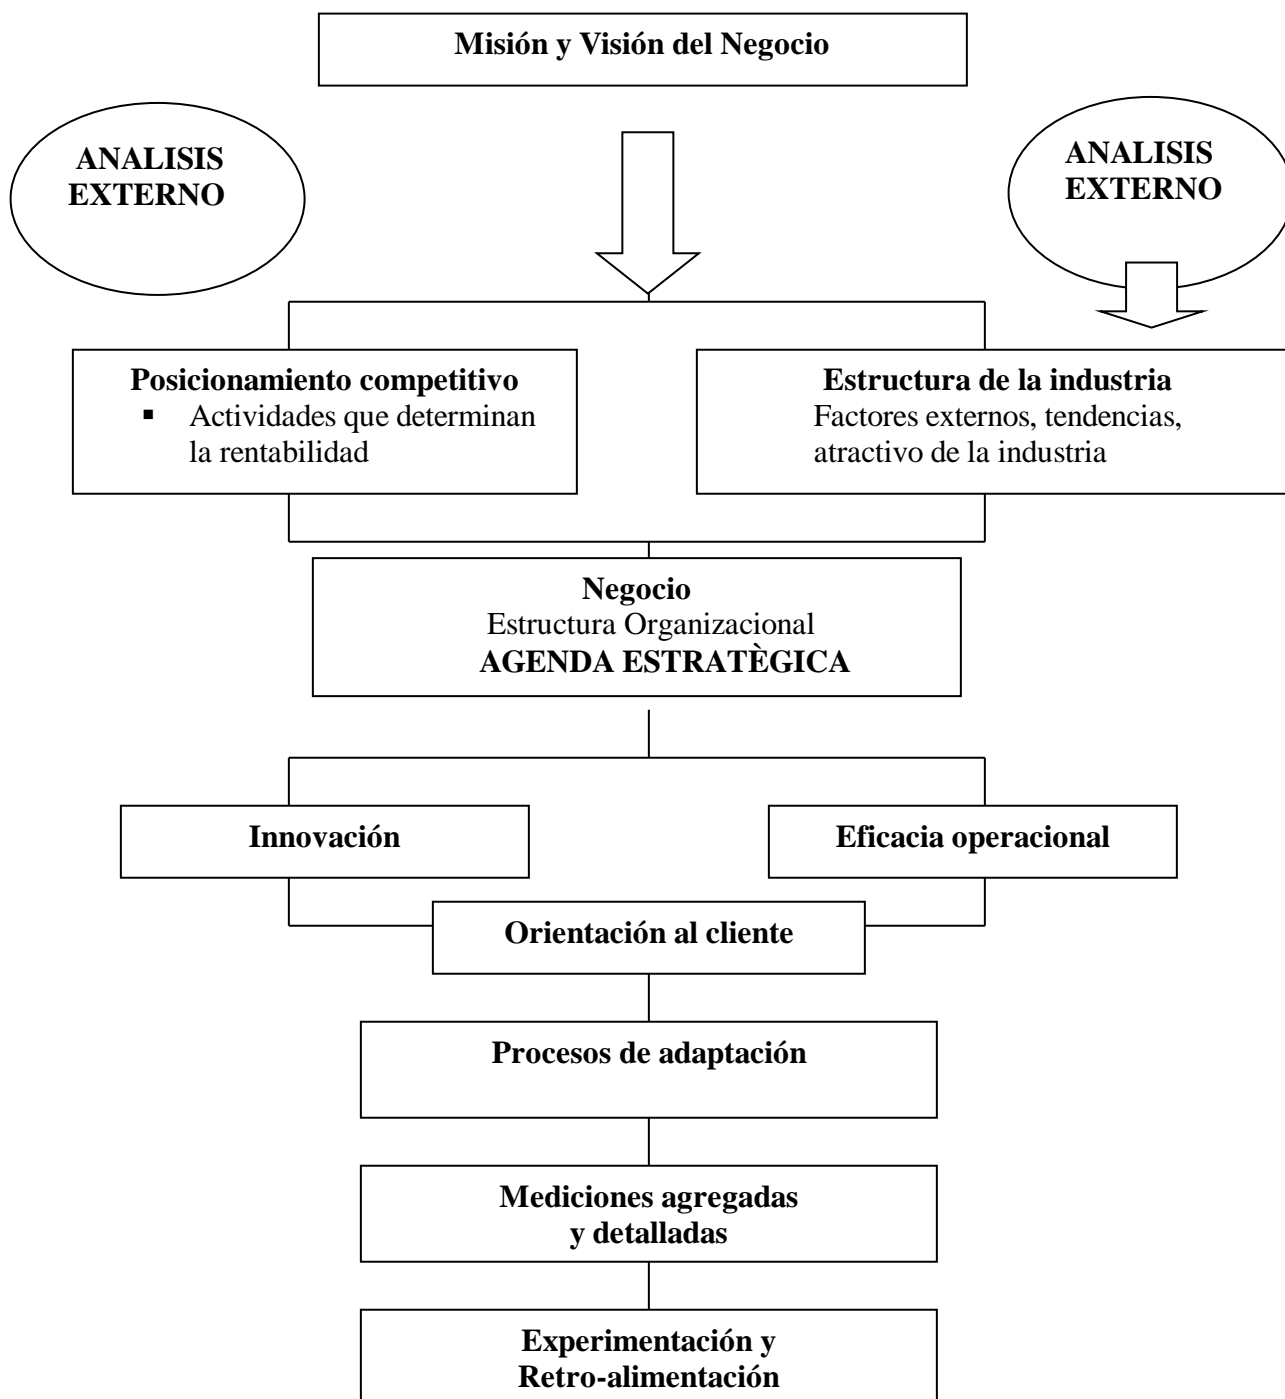 Misión y Visión del Negocio
ANALISIS
EXTERNO
ANALISIS
EXTERNO
Posicionamiento competitivo
▪ Actividades que determinan
la rentabilidad
Estructura de la industria
Factores externos, tendencias,
atractivo de la industria
Negocio
Estructura Organizacional
AGENDA ESTRATÈGICA
Innovación
Eficacia operacional
Orientación al cliente
Procesos de adaptación
Mediciones agregadas
y detalladas
Experimentación y
Retro-alimentación